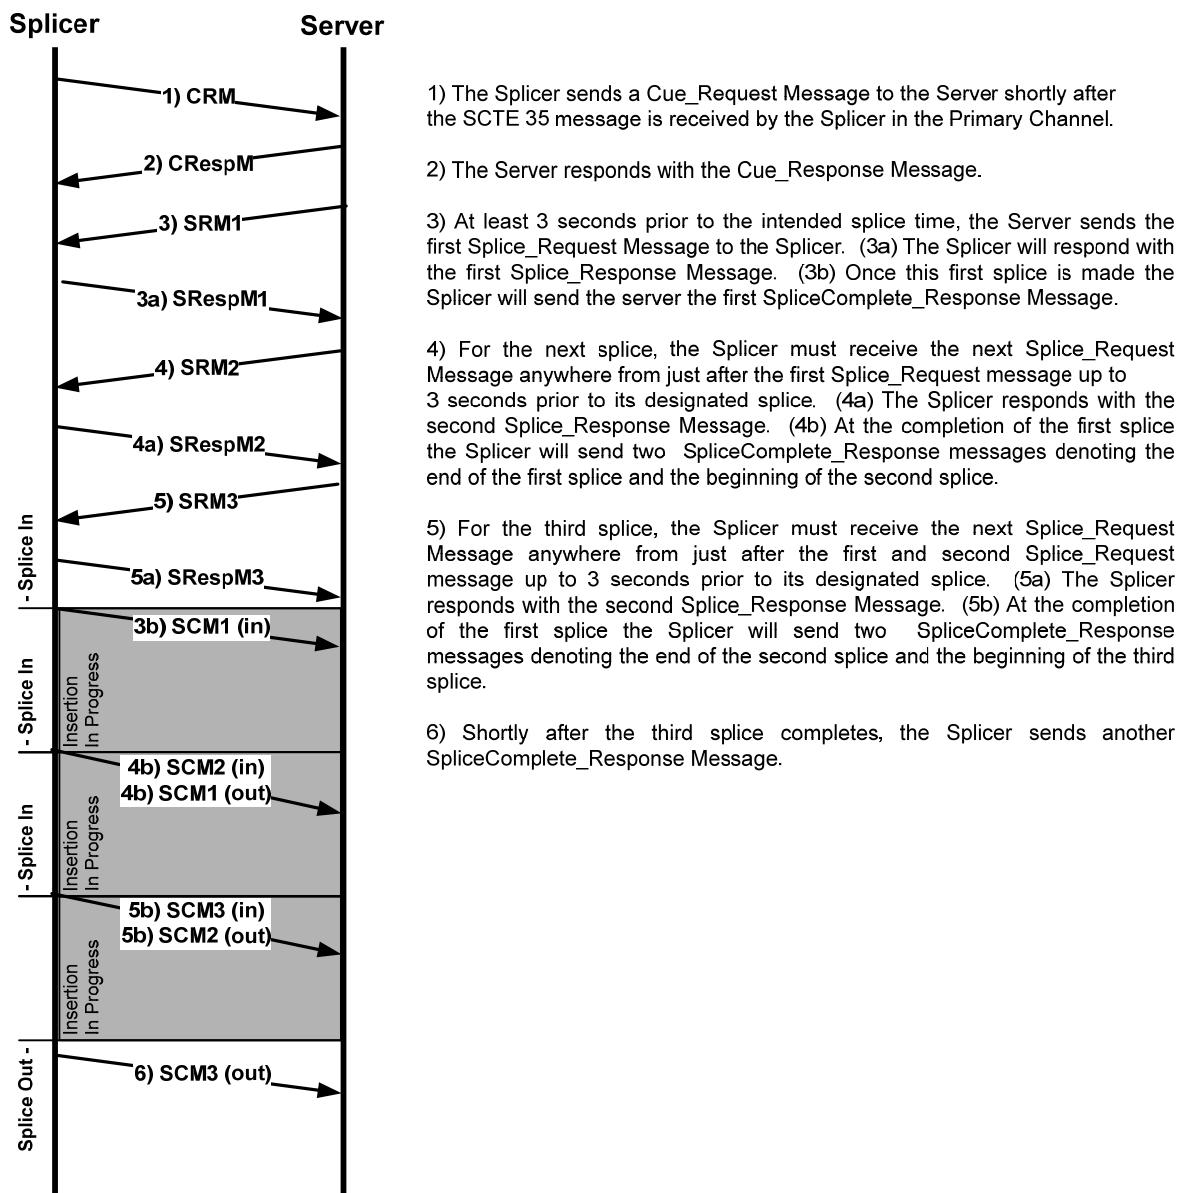 Splicer
Server
1) CRM
2) CRespM
3) SRM1
3a) SRespM1
4) SRM2
4a) SRespM2
5) SRM3
5a) SRespM3
- Splice In
3b) SCM1 (in)
Insertion
In Progress
- Splice In
4b) SCM2 (in)
4b) SCM1 (out)
Insertion
In Progress
- Splice In
5b) SCM3 (in)
5b) SCM2 (out)
Insertion
In Progress
6) SCM3 (out)
Splice Out -
1) The Splicer sends a Cue_Request Message to the Server shortly after
the SCTE 35 message is received by the Splicer in the Primary Channel.
2) The Server responds with the Cue_Response Message.
3) At least 3 seconds prior to the intended splice time, the Server sends the
first Splice_Request Message to the Splicer. (3a) The Splicer will respond with
the first Splice_Response Message. (3b) Once this first splice is made the
Splicer will send the server the first SpliceComplete_Response Message.
4) For the next splice, the Splicer must receive the next Splice_Request
Message anywhere from just after the first Splice_Request message up to
3 seconds prior to its designated splice. (4a) The Splicer responds with the
second Splice_Response Message. (4b) At the completion of the first splice
the Splicer will send two SpliceComplete_Response messages denoting the
end of the first splice and the beginning of the second splice.
5) For the third splice, the Splicer must receive the next Splice_Request
Message anywhere from just after the first and second Splice_Request
message up to 3 seconds prior to its designated splice. (5a) The Splicer
responds with the second Splice_Response Message. (5b) At the completion
of the first splice the Splicer will send two SpliceComplete_Response
messages denoting the end of the second splice and the beginning of the third
splice.
6) Shortly after the third splice completes, the Splicer sends another
SpliceComplete_Response Message.